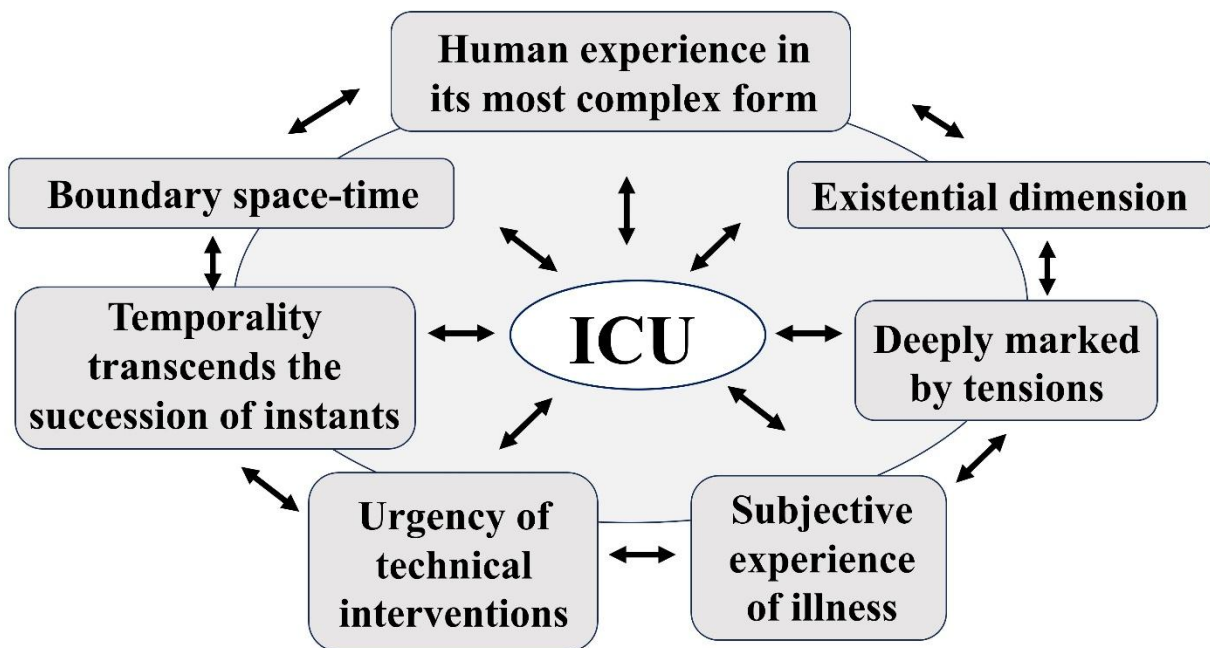 Human experience in
its most complex form
Boundary space-time
Existential dimension
Temporality
transcends the
succession of instants
ICU
Deeply marked
by tensions
Urgency of
technical
interventions
Subjective
experience
of illness